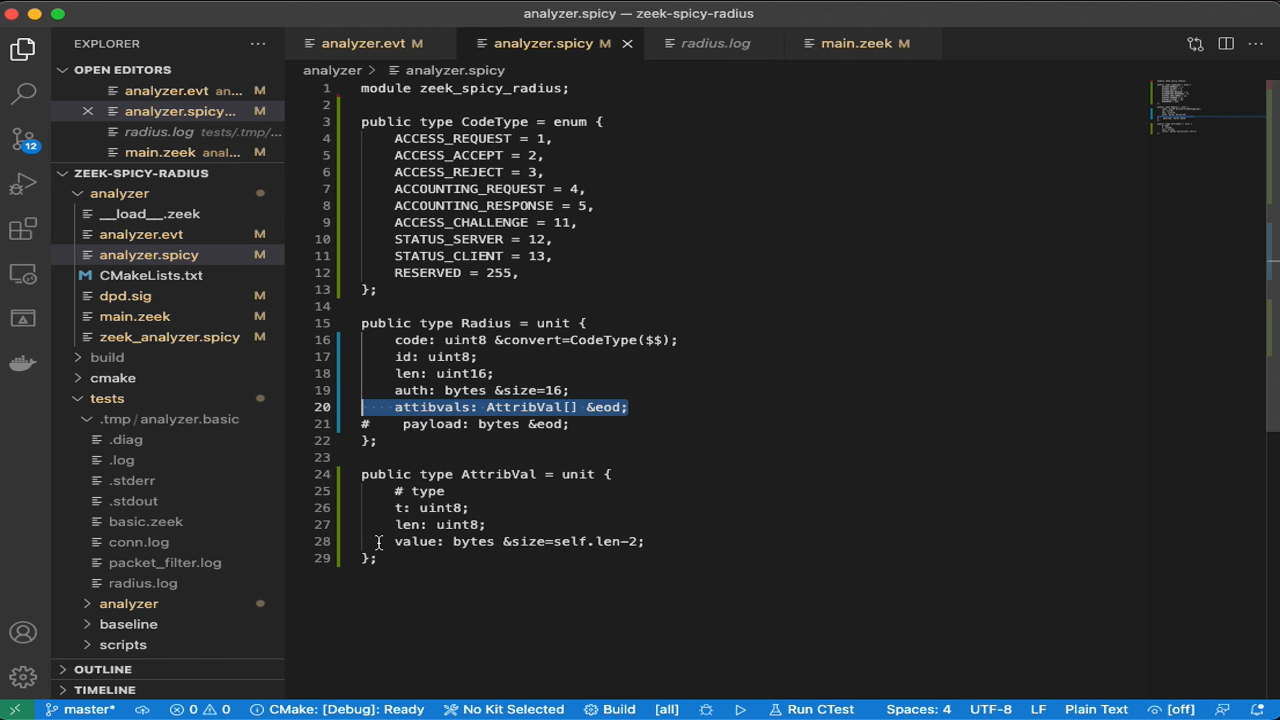 analyzer.spicy — zeek-spicy-radius
EXPLORER
OPEN EDITORS
analyzer.evt an... M
analyzer.spicy... M
radius.log tests/.tmp/...
main.zeek anal... M
ZEEK-SPICY-RADIUS
analyzer
__load__.zeek
analyzer.evt M
analyzer.spicy M
CMakeLists.txt
dpd.sig M
main.zeek M
zeek_analyzer.spicy M
build
cmake
tests
.tmp/analyzer.basic
.diag
.log
.stderr
.stdout
basic.zeek
conn.log
packet_filter.log
radius.log
analyzer
baseline
scripts
OUTLINE
TIMELINE
12
analyzer.evt M
analyzer.spicy M
radius.log
main.zeek M
analyzer > analyzer.spicy
1 module zeek_spicy_radius;
2
3 public type CodeType = enum {
4 ACCESS_REQUEST = 1,
5 ACCESS_ACCEPT = 2,
6 ACCESS_REJECT = 3,
7 ACCOUNTING_REQUEST = 4,
8 ACCOUNTING_RESPONSE = 5,
9 ACCESS_CHALLENGE = 11,
10 STATUS_SERVER = 12,
11 STATUS_CLIENT = 13,
12 RESERVED = 255,
13 };
14
15 public type Radius = unit {
16 code: uint8 &convert=CodeType($$);
17 id: uint8;
18 len: uint16;
19 auth: bytes &size=16;
20 attibvals: AttribVal[] &eod;
21 # payload: bytes &eod;
22 };
23
24 public type AttribVal = unit {
25 # type
26 t: uint8;
27 len: uint8;
28 value: bytes &size=self.len-2;
29 };
master* 0 0 CMake: [Debug]: Ready No Kit Selected Build [all] Run CTest Spaces: 4 UTF-8 LF Plain Text [off]